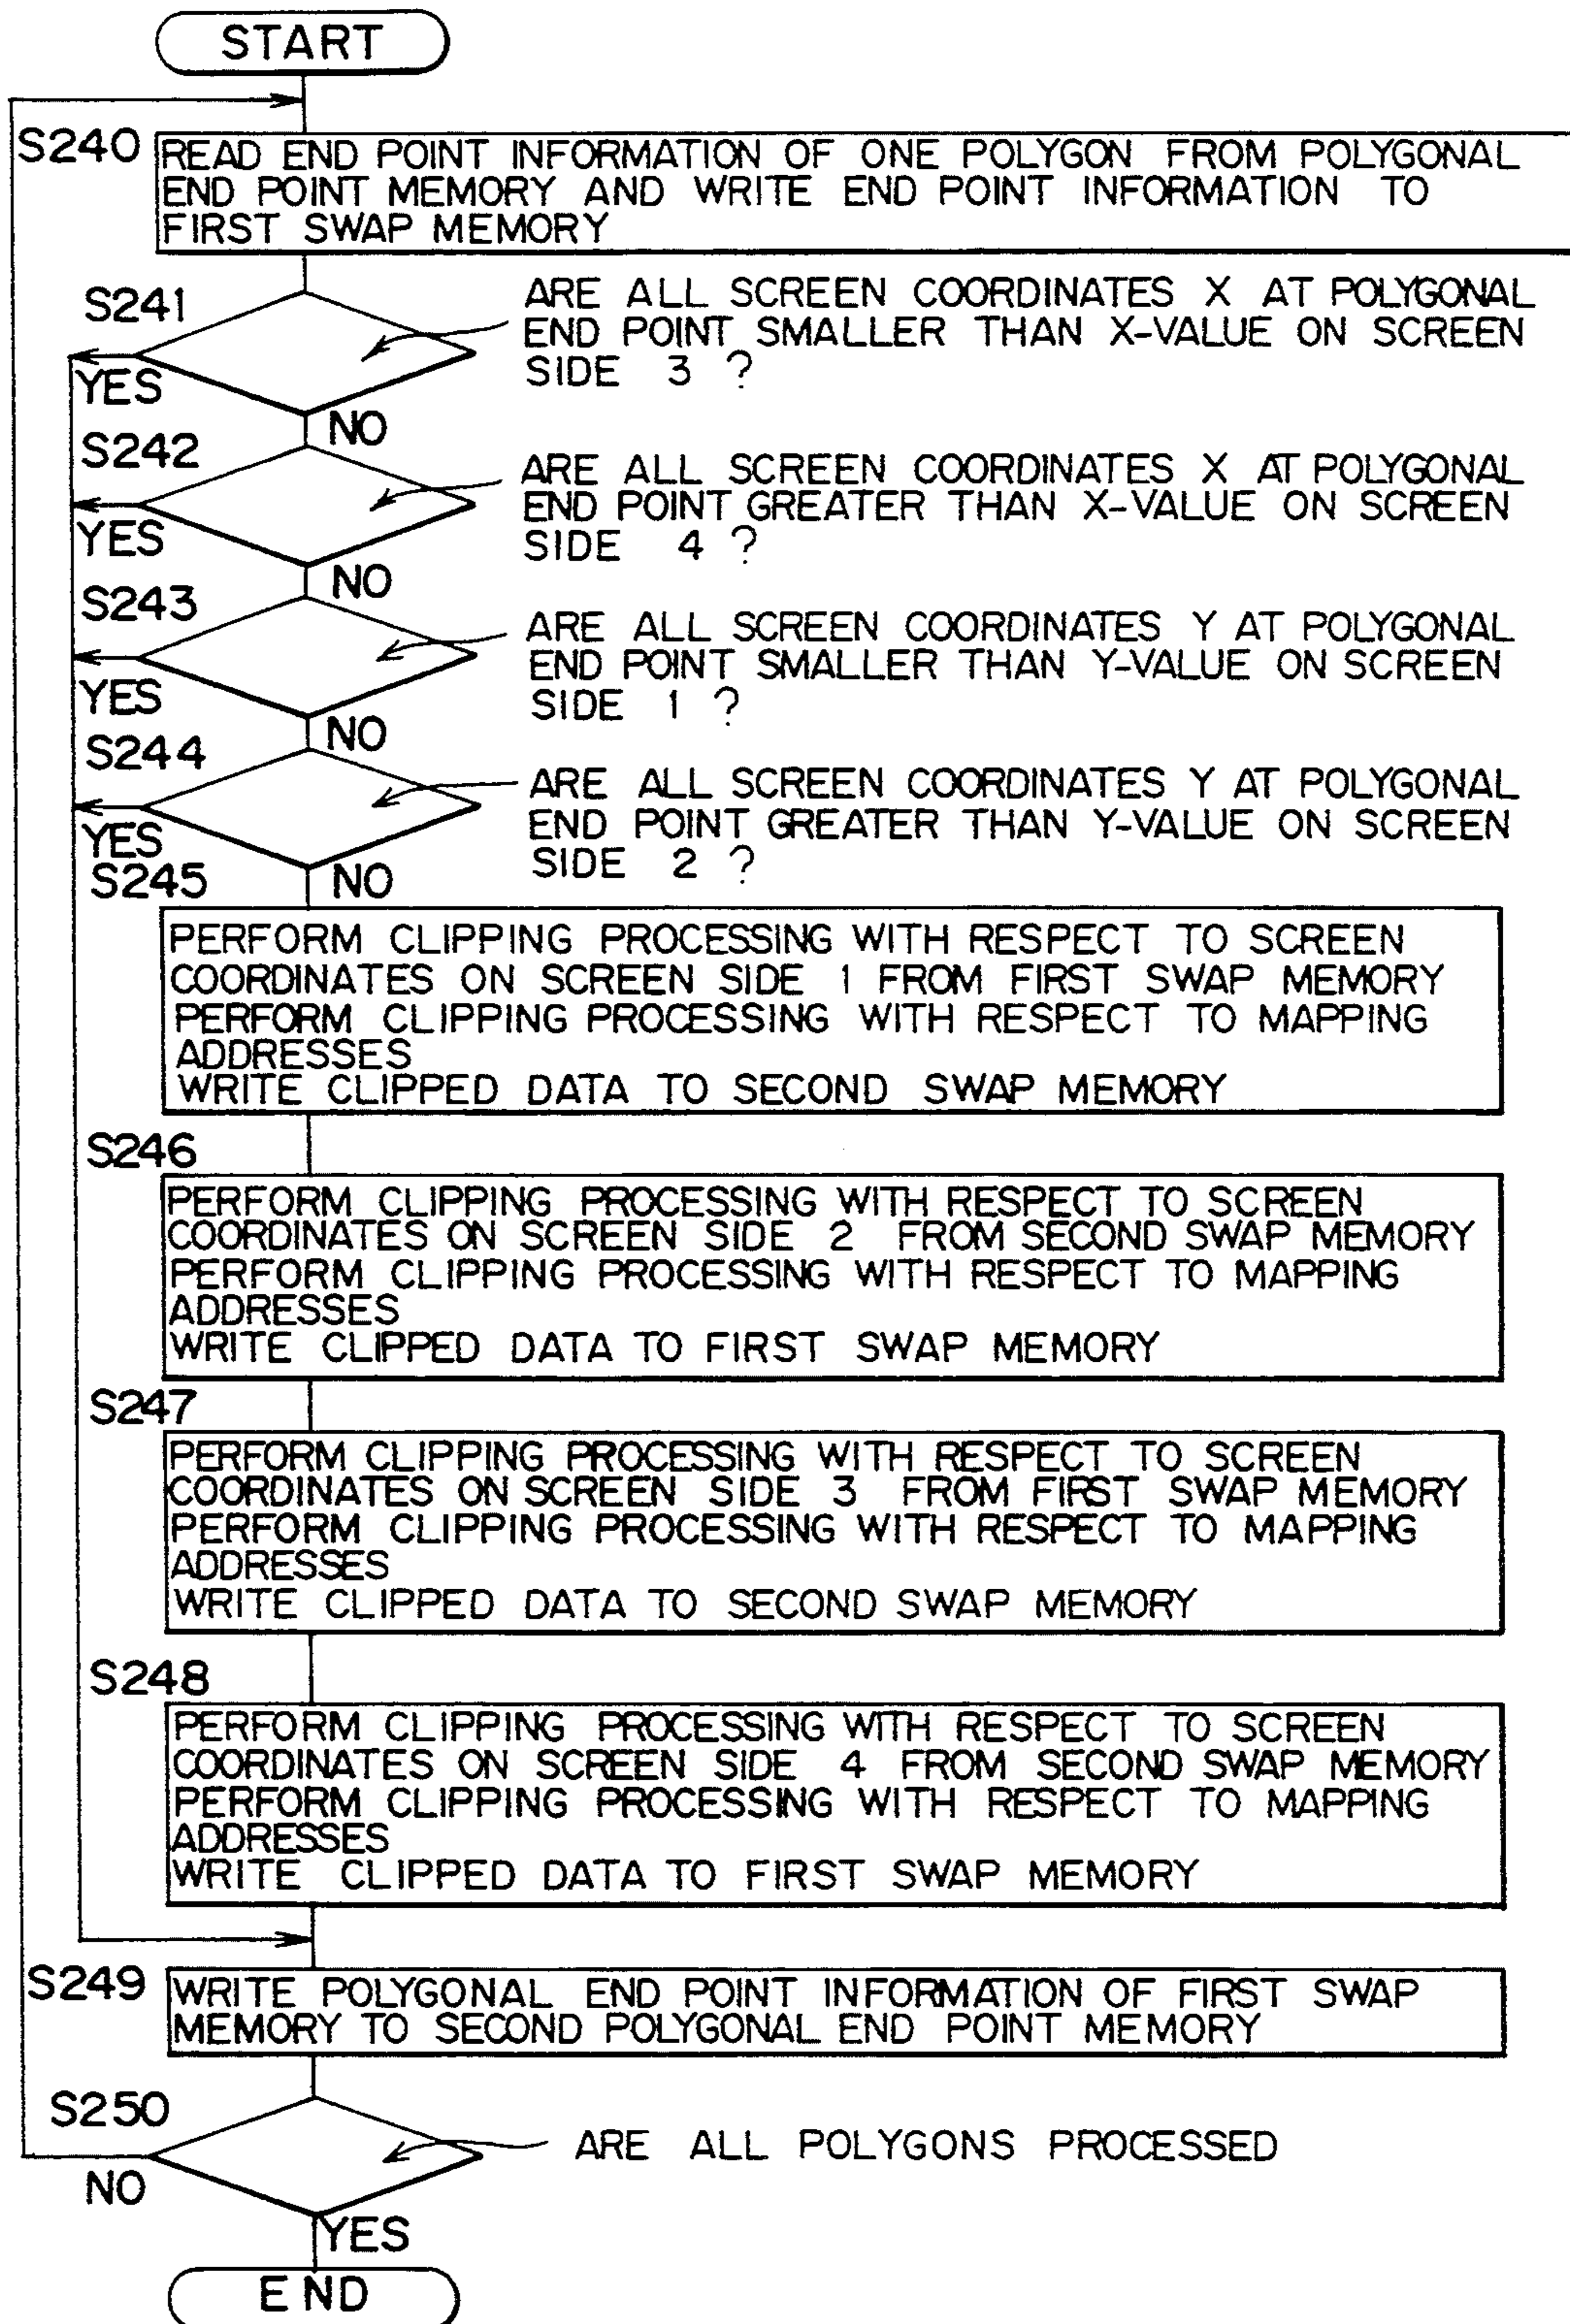 START
S240
READ END POINT INFORMATION OF ONE POLYGON FROM POLYGONAL
END POINT MEMORY AND WRITE END POINT INFORMATION TO
FIRST SWAP MEMORY
S241
ARE ALL SCREEN COORDINATES X AT POLYGONAL
END POINT SMALLER THAN X-VALUE ON SCREEN
SIDE 3 ?
YES
NO
S242
ARE ALL SCREEN COORDINATES X AT POLYGONAL
END POINT GREATER THAN X-VALUE ON SCREEN
SIDE 4 ?
YES
NO
S243
ARE ALL SCREEN COORDINATES Y AT POLYGONAL
END POINT SMALLER THAN Y-VALUE ON SCREEN
SIDE 1 ?
YES
NO
S244
ARE ALL SCREEN COORDINATES Y AT POLYGONAL
END POINT GREATER THAN Y-VALUE ON SCREEN
SIDE 2 ?
YES
NO
S245
PERFORM CLIPPING PROCESSING WITH RESPECT TO SCREEN
COORDINATES ON SCREEN SIDE 1 FROM FIRST SWAP MEMORY
PERFORM CLIPPING PROCESSING WITH RESPECT TO MAPPING
ADDRESSES
WRITE CLIPPED DATA TO SECOND SWAP MEMORY
S246
PERFORM CLIPPING PROCESSING WITH RESPECT TO SCREEN
COORDINATES ON SCREEN SIDE 2 FROM SECOND SWAP MEMORY
PERFORM CLIPPING PROCESSING WITH RESPECT TO MAPPING
ADDRESSES
WRITE CLIPPED DATA TO FIRST SWAP MEMORY
S247
PERFORM CLIPPING PROCESSING WITH RESPECT TO SCREEN
COORDINATES ON SCREEN SIDE 3 FROM FIRST SWAP MEMORY
PERFORM CLIPPING PROCESSING WITH RESPECT TO MAPPING
ADDRESSES
WRITE CLIPPED DATA TO SECOND SWAP MEMORY
S248
PERFORM CLIPPING PROCESSING WITH RESPECT TO SCREEN
COORDINATES ON SCREEN SIDE 4 FROM SECOND SWAP MEMORY
PERFORM CLIPPING PROCESSING WITH RESPECT TO MAPPING
ADDRESSES
WRITE CLIPPED DATA TO FIRST SWAP MEMORY
S249
WRITE POLYGONAL END POINT INFORMATION OF FIRST SWAP
MEMORY TO SECOND POLYGONAL END POINT MEMORY
S250
ARE ALL POLYGONS PROCESSED
NO
YES
END